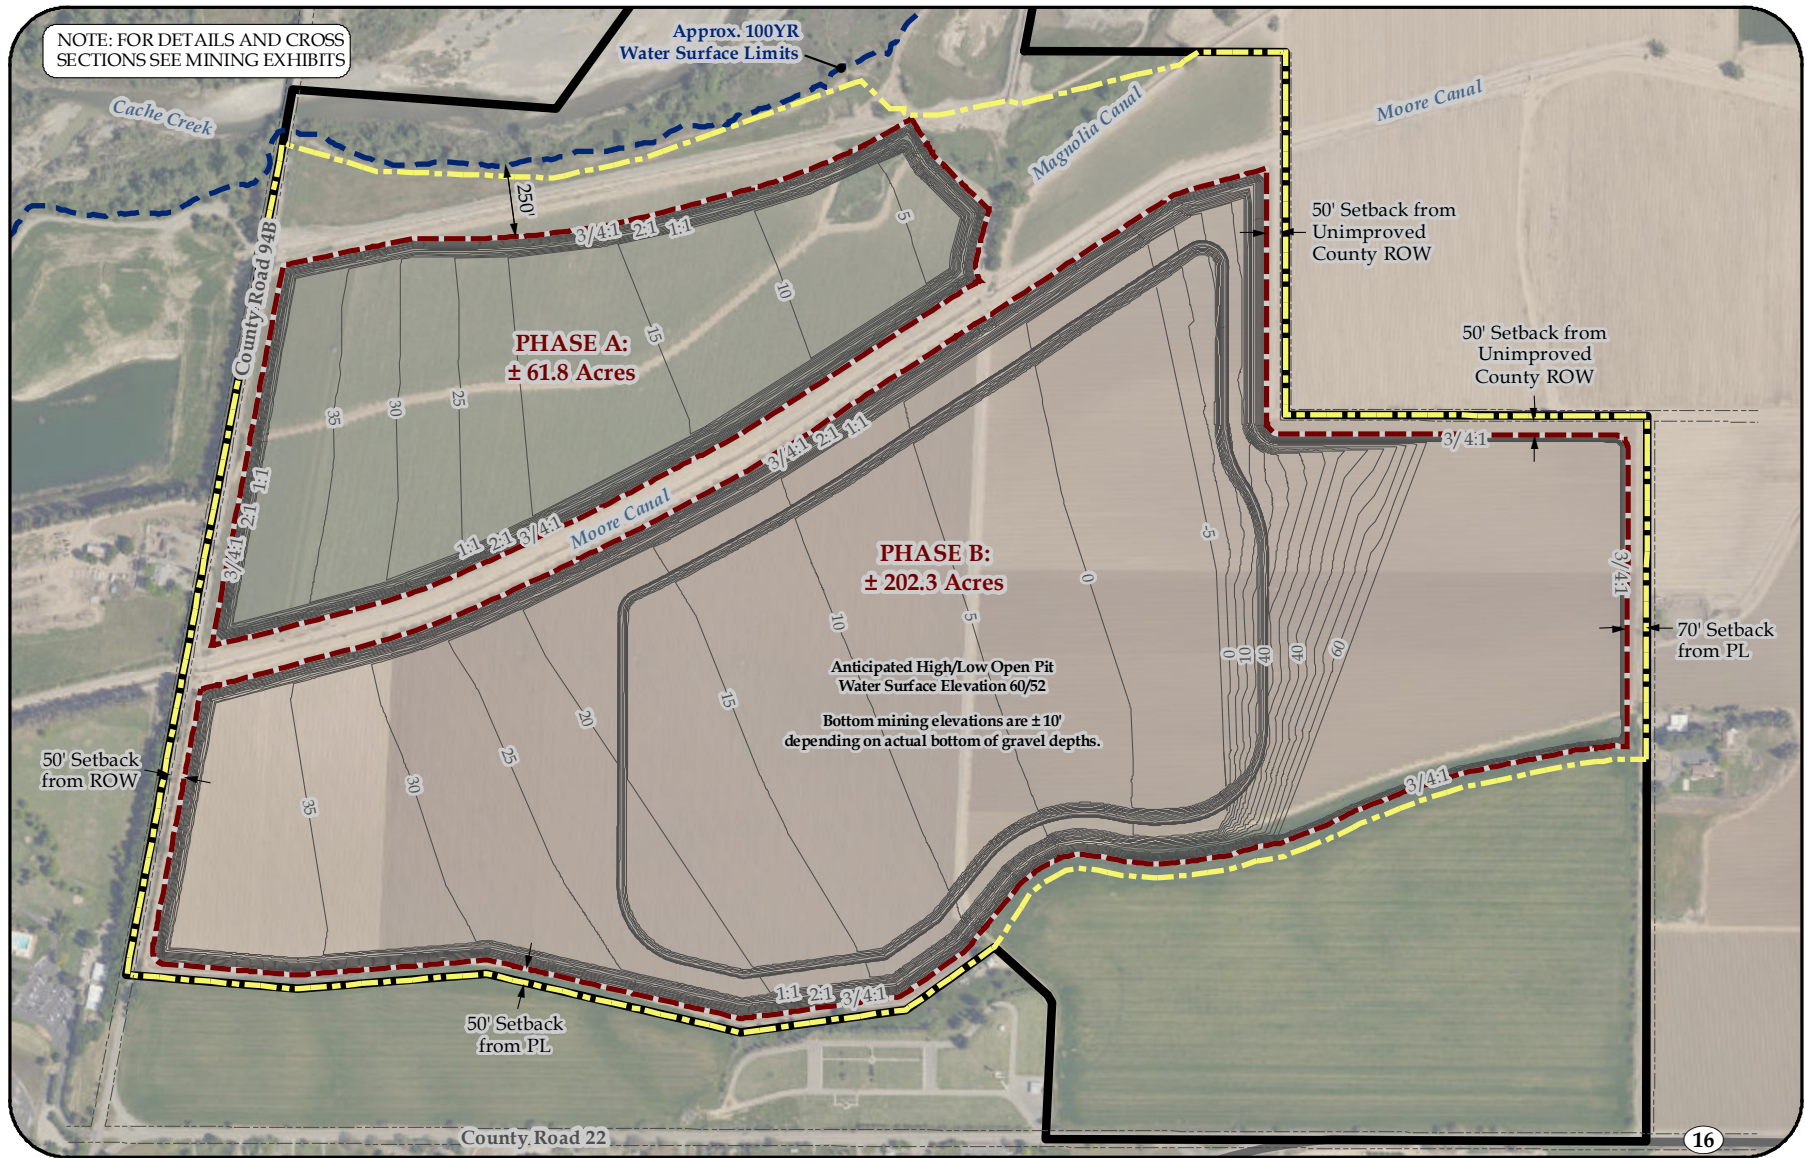 NOTE: FOR DETAILS AND CROSS
SECTIONS SEE MINING EXHIBITS
Approx. 100YR
Water Surface Limits
Cache Creek
Magnolia Canal
Moore Canal
250'
3/4:1 2:1 1:1
5
10
15
25
30
35
County Road 94B
PHASE A:
± 61.8 Acres
50' Setback from
Unimproved
County ROW
50' Setback from
Unimproved
County ROW
3/4:1
3/4:1 2:1 1:1
3/4:1 2:1 1:1
1:1 2:1 3/4:1
Moore Canal
PHASE B:
± 202.3 Acres
-5
0
5
10
15
20
25
30
35
0
10
40
40
60
3/4:1
70' Setback
from PL
Anticipated High/Low Open Pit
Water Surface Elevation 60/52
Bottom mining elevations are ± 10'
depending on actual bottom of gravel depths.
50' Setback
from ROW
3/4:1
1:1 2:1 3/4:1
50' Setback
from PL
County Road 22
16